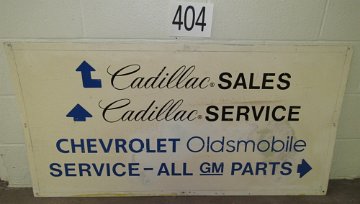 404
Cadillac® SALES
Cadillac® SERVICE
CHEVROLET Oldsmobile
SERVICE-ALL GM PARTS